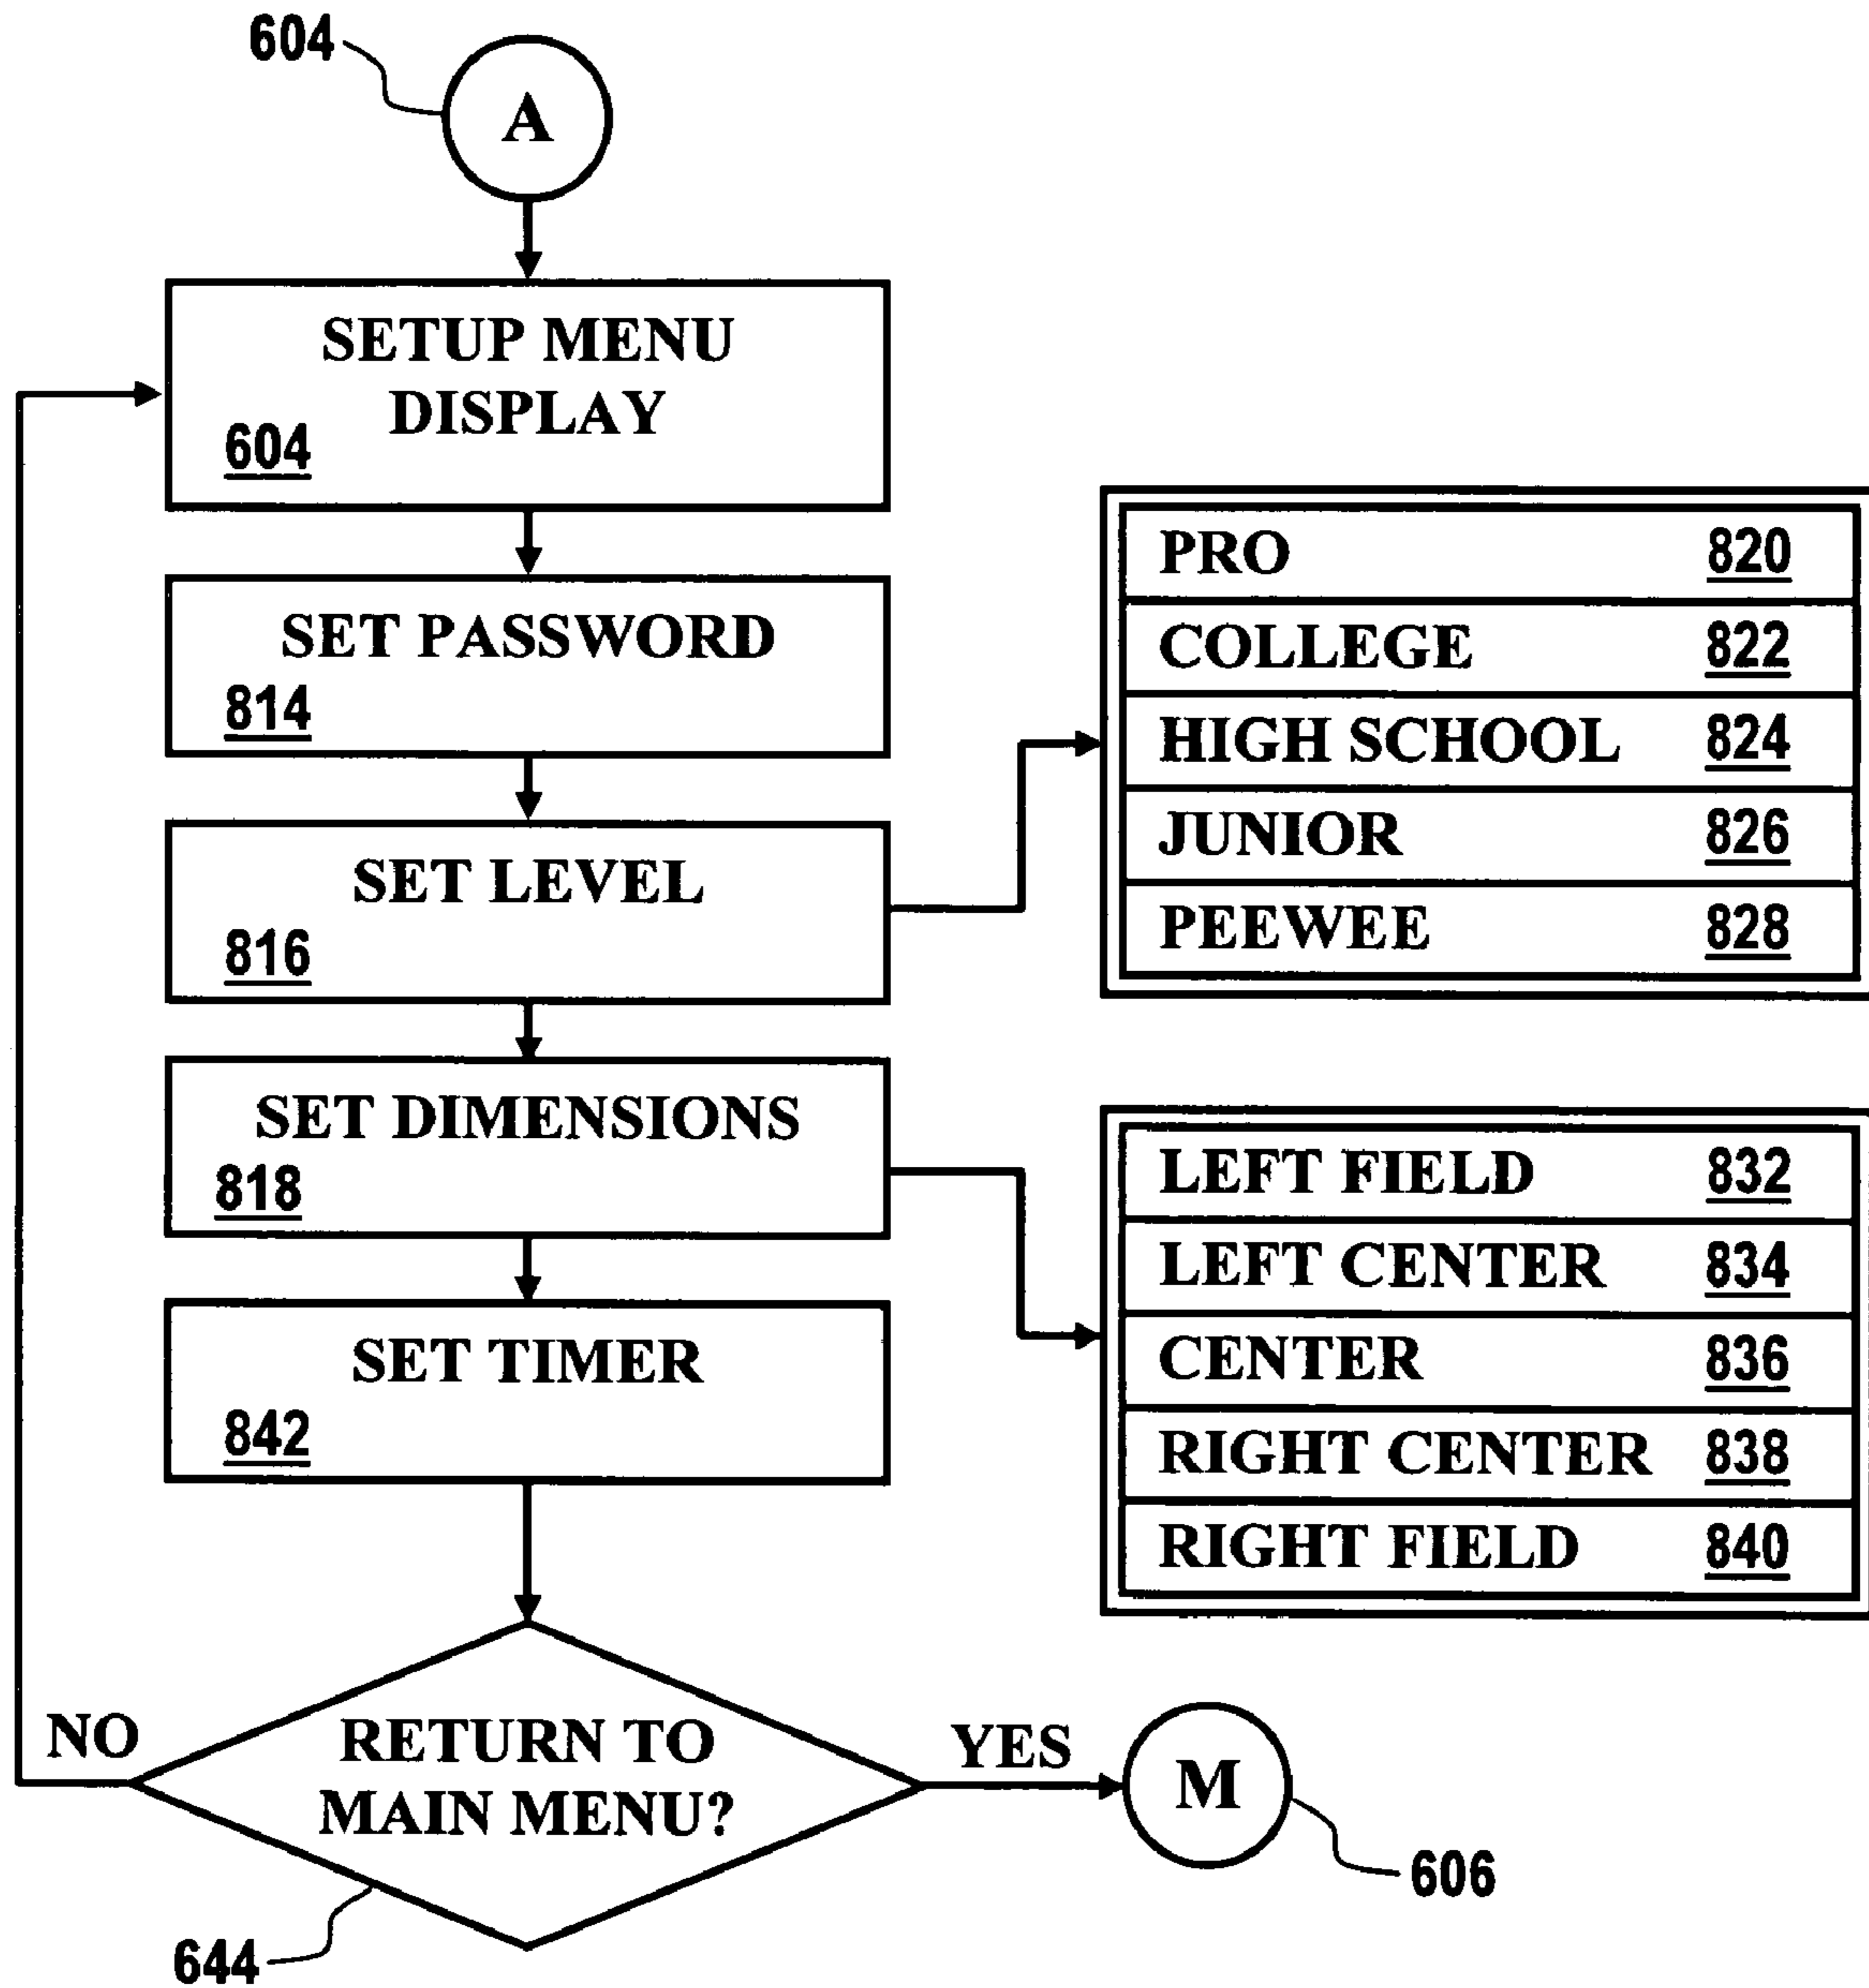 604
A
SETUP MENU
DISPLAY
604
SET PASSWORD
814
SET LEVEL
816
PRO 820
COLLEGE 822
HIGH SCHOOL 824
JUNIOR 826
PEEWEE 828
SET DIMENSIONS
818
LEFT FIELD 832
LEFT CENTER 834
CENTER 836
RIGHT CENTER 838
RIGHT FIELD 840
SET TIMER
842
RETURN TO
MAIN MENU?
NO
YES
M
606
644